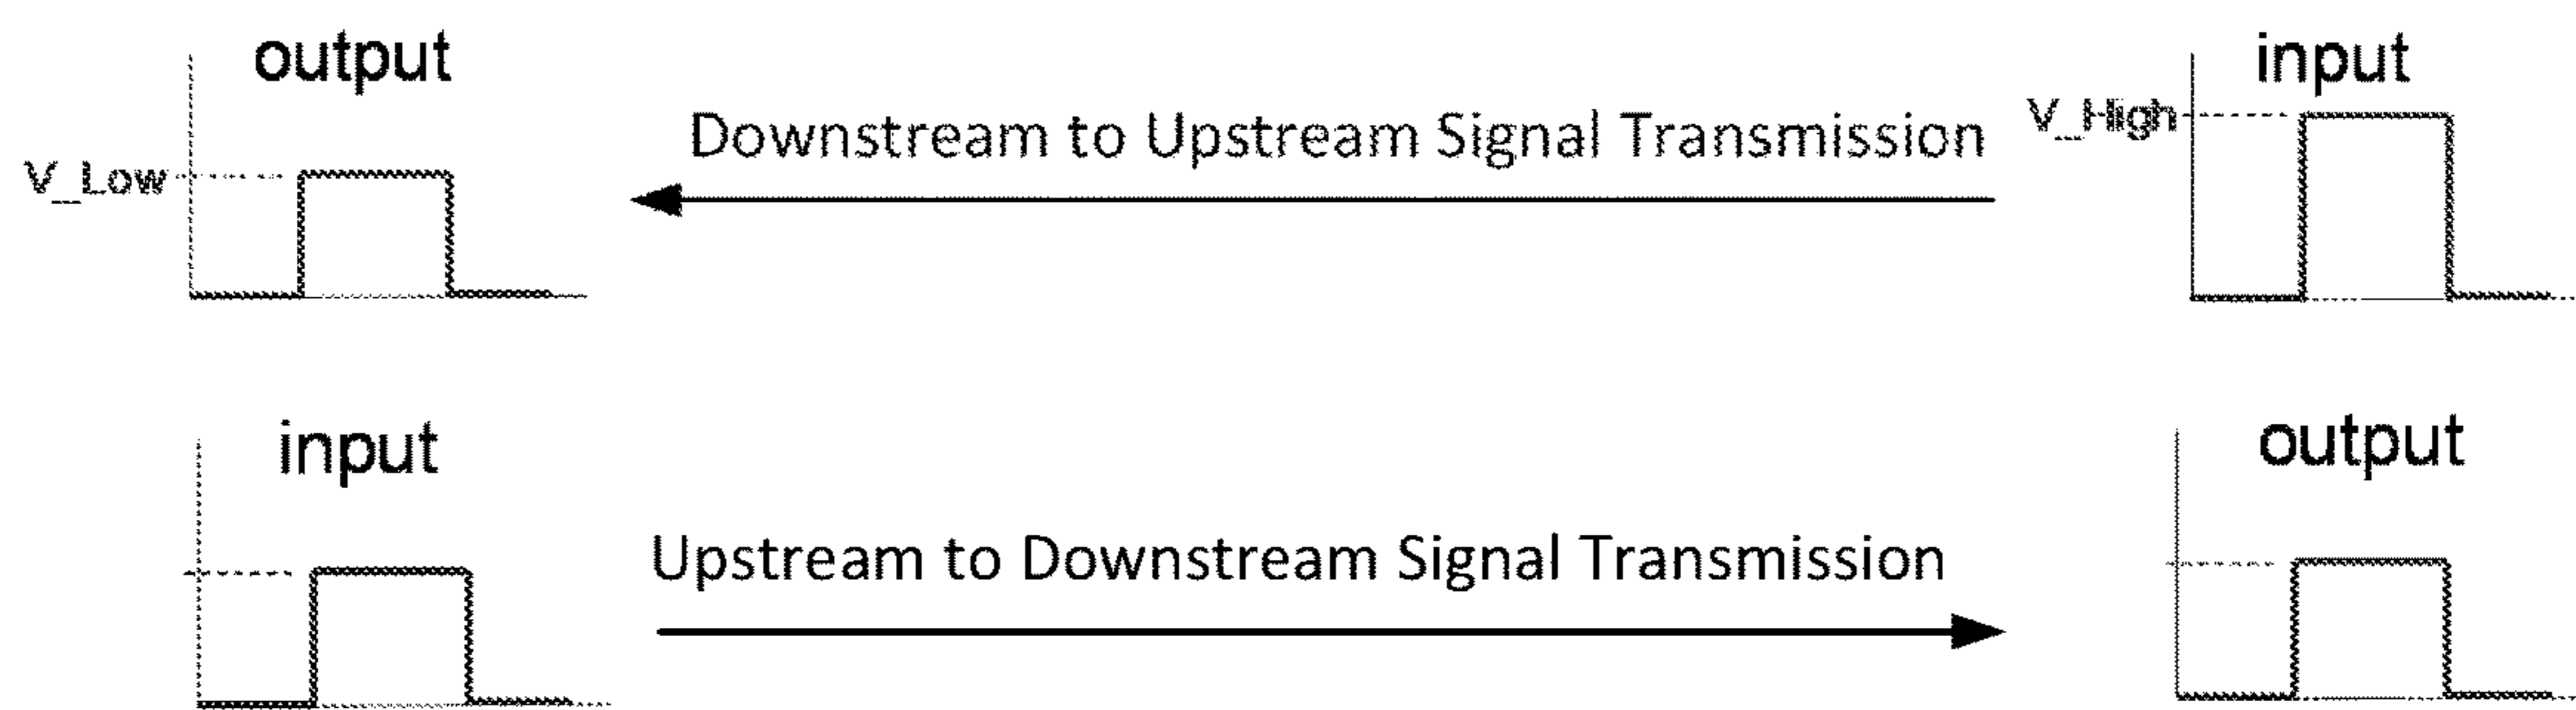 output
input
V_Low
Downstream to Upstream Signal Transmission
V_High
input
output
Upstream to Downstream Signal Transmission